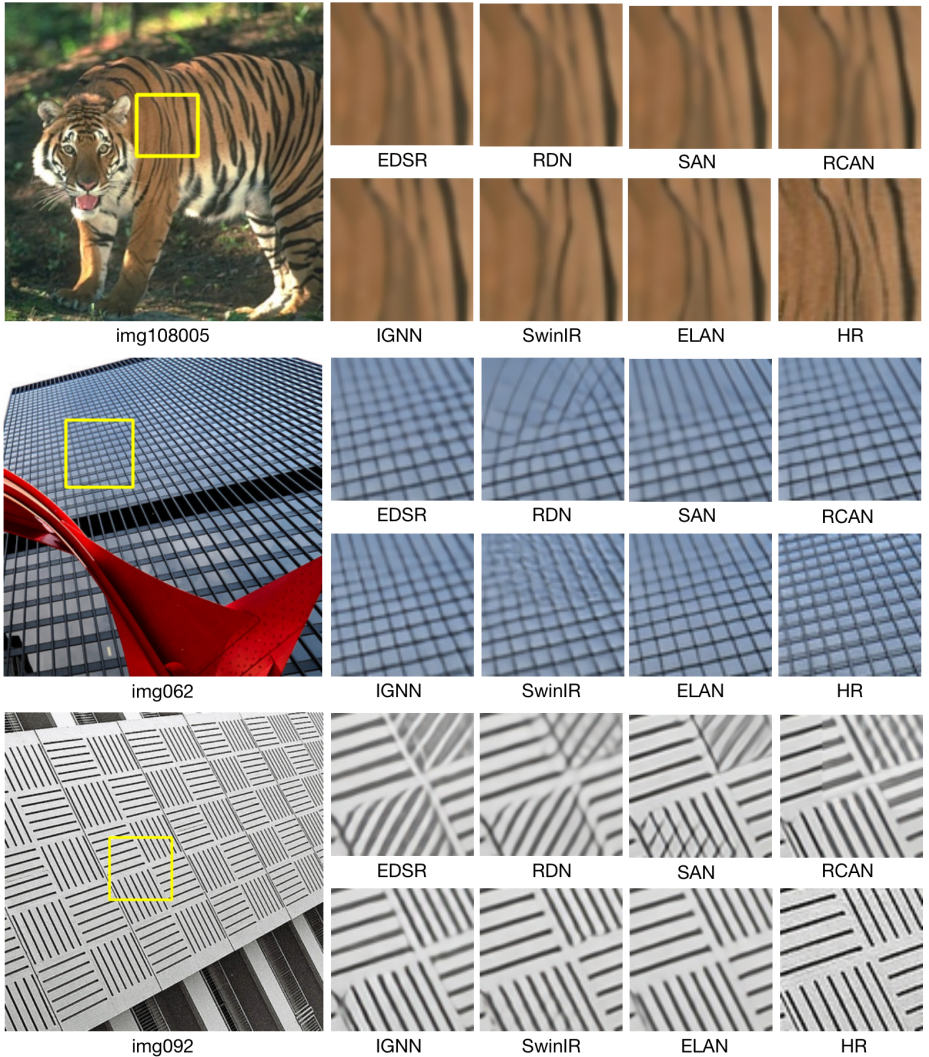 EDSR RDN SAN RCAN
IGNN SwinIR ELAN HR
img108005
EDSR RDN SAN RCAN
IGNN SwinIR ELAN HR
img062
EDSR RDN SAN RCAN
IGNN SwinIR ELAN HR
img092